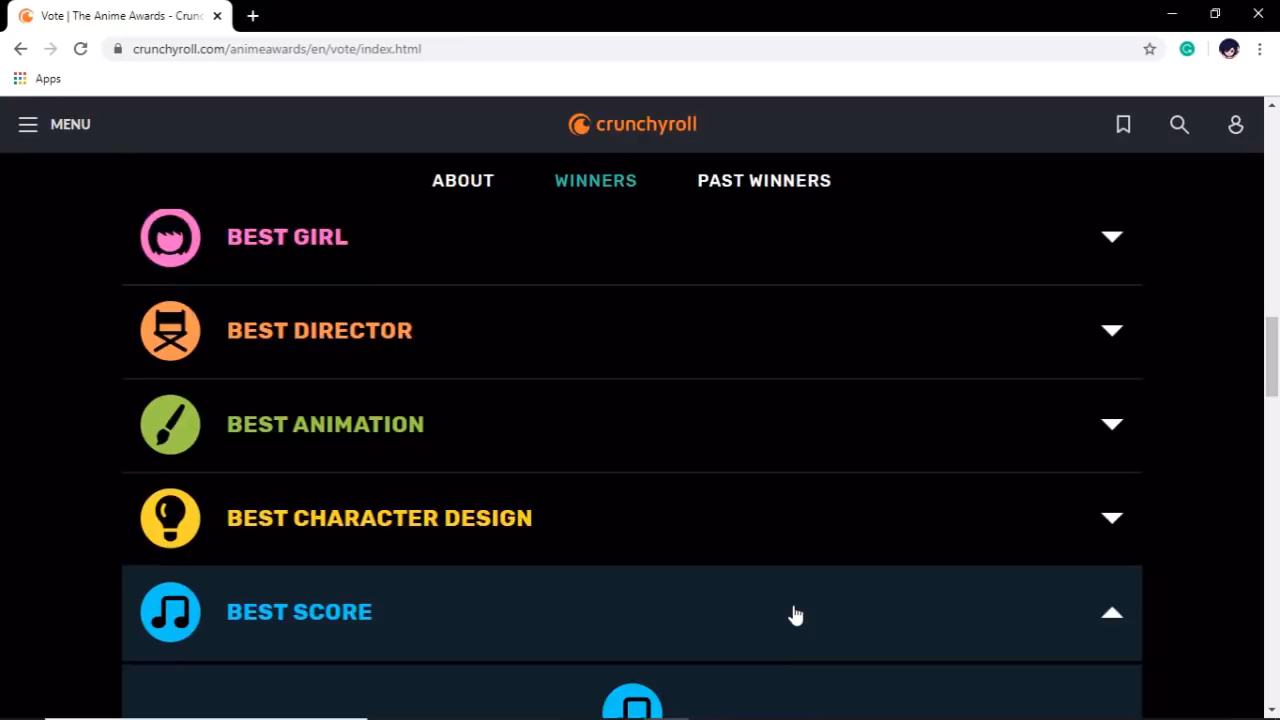 Vote | The Anime Awards - Crunc
crunchyroll.com/animeawards/en/vote/index.html
Apps
MENU
crunchyroll
ABOUT
WINNERS
PAST WINNERS
BEST GIRL
BEST DIRECTOR
BEST ANIMATION
BEST CHARACTER DESIGN
BEST SCORE